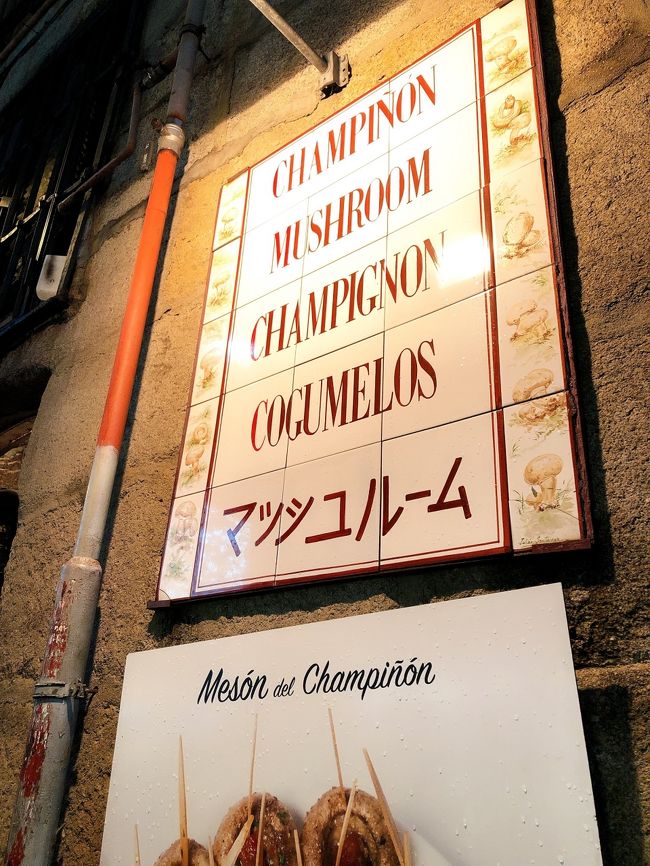 CHAMPIÑÓN
MUSHROOM
CHAMPIGNON
COGUMELOS
マッシュルーム
Mesón del Champiñón